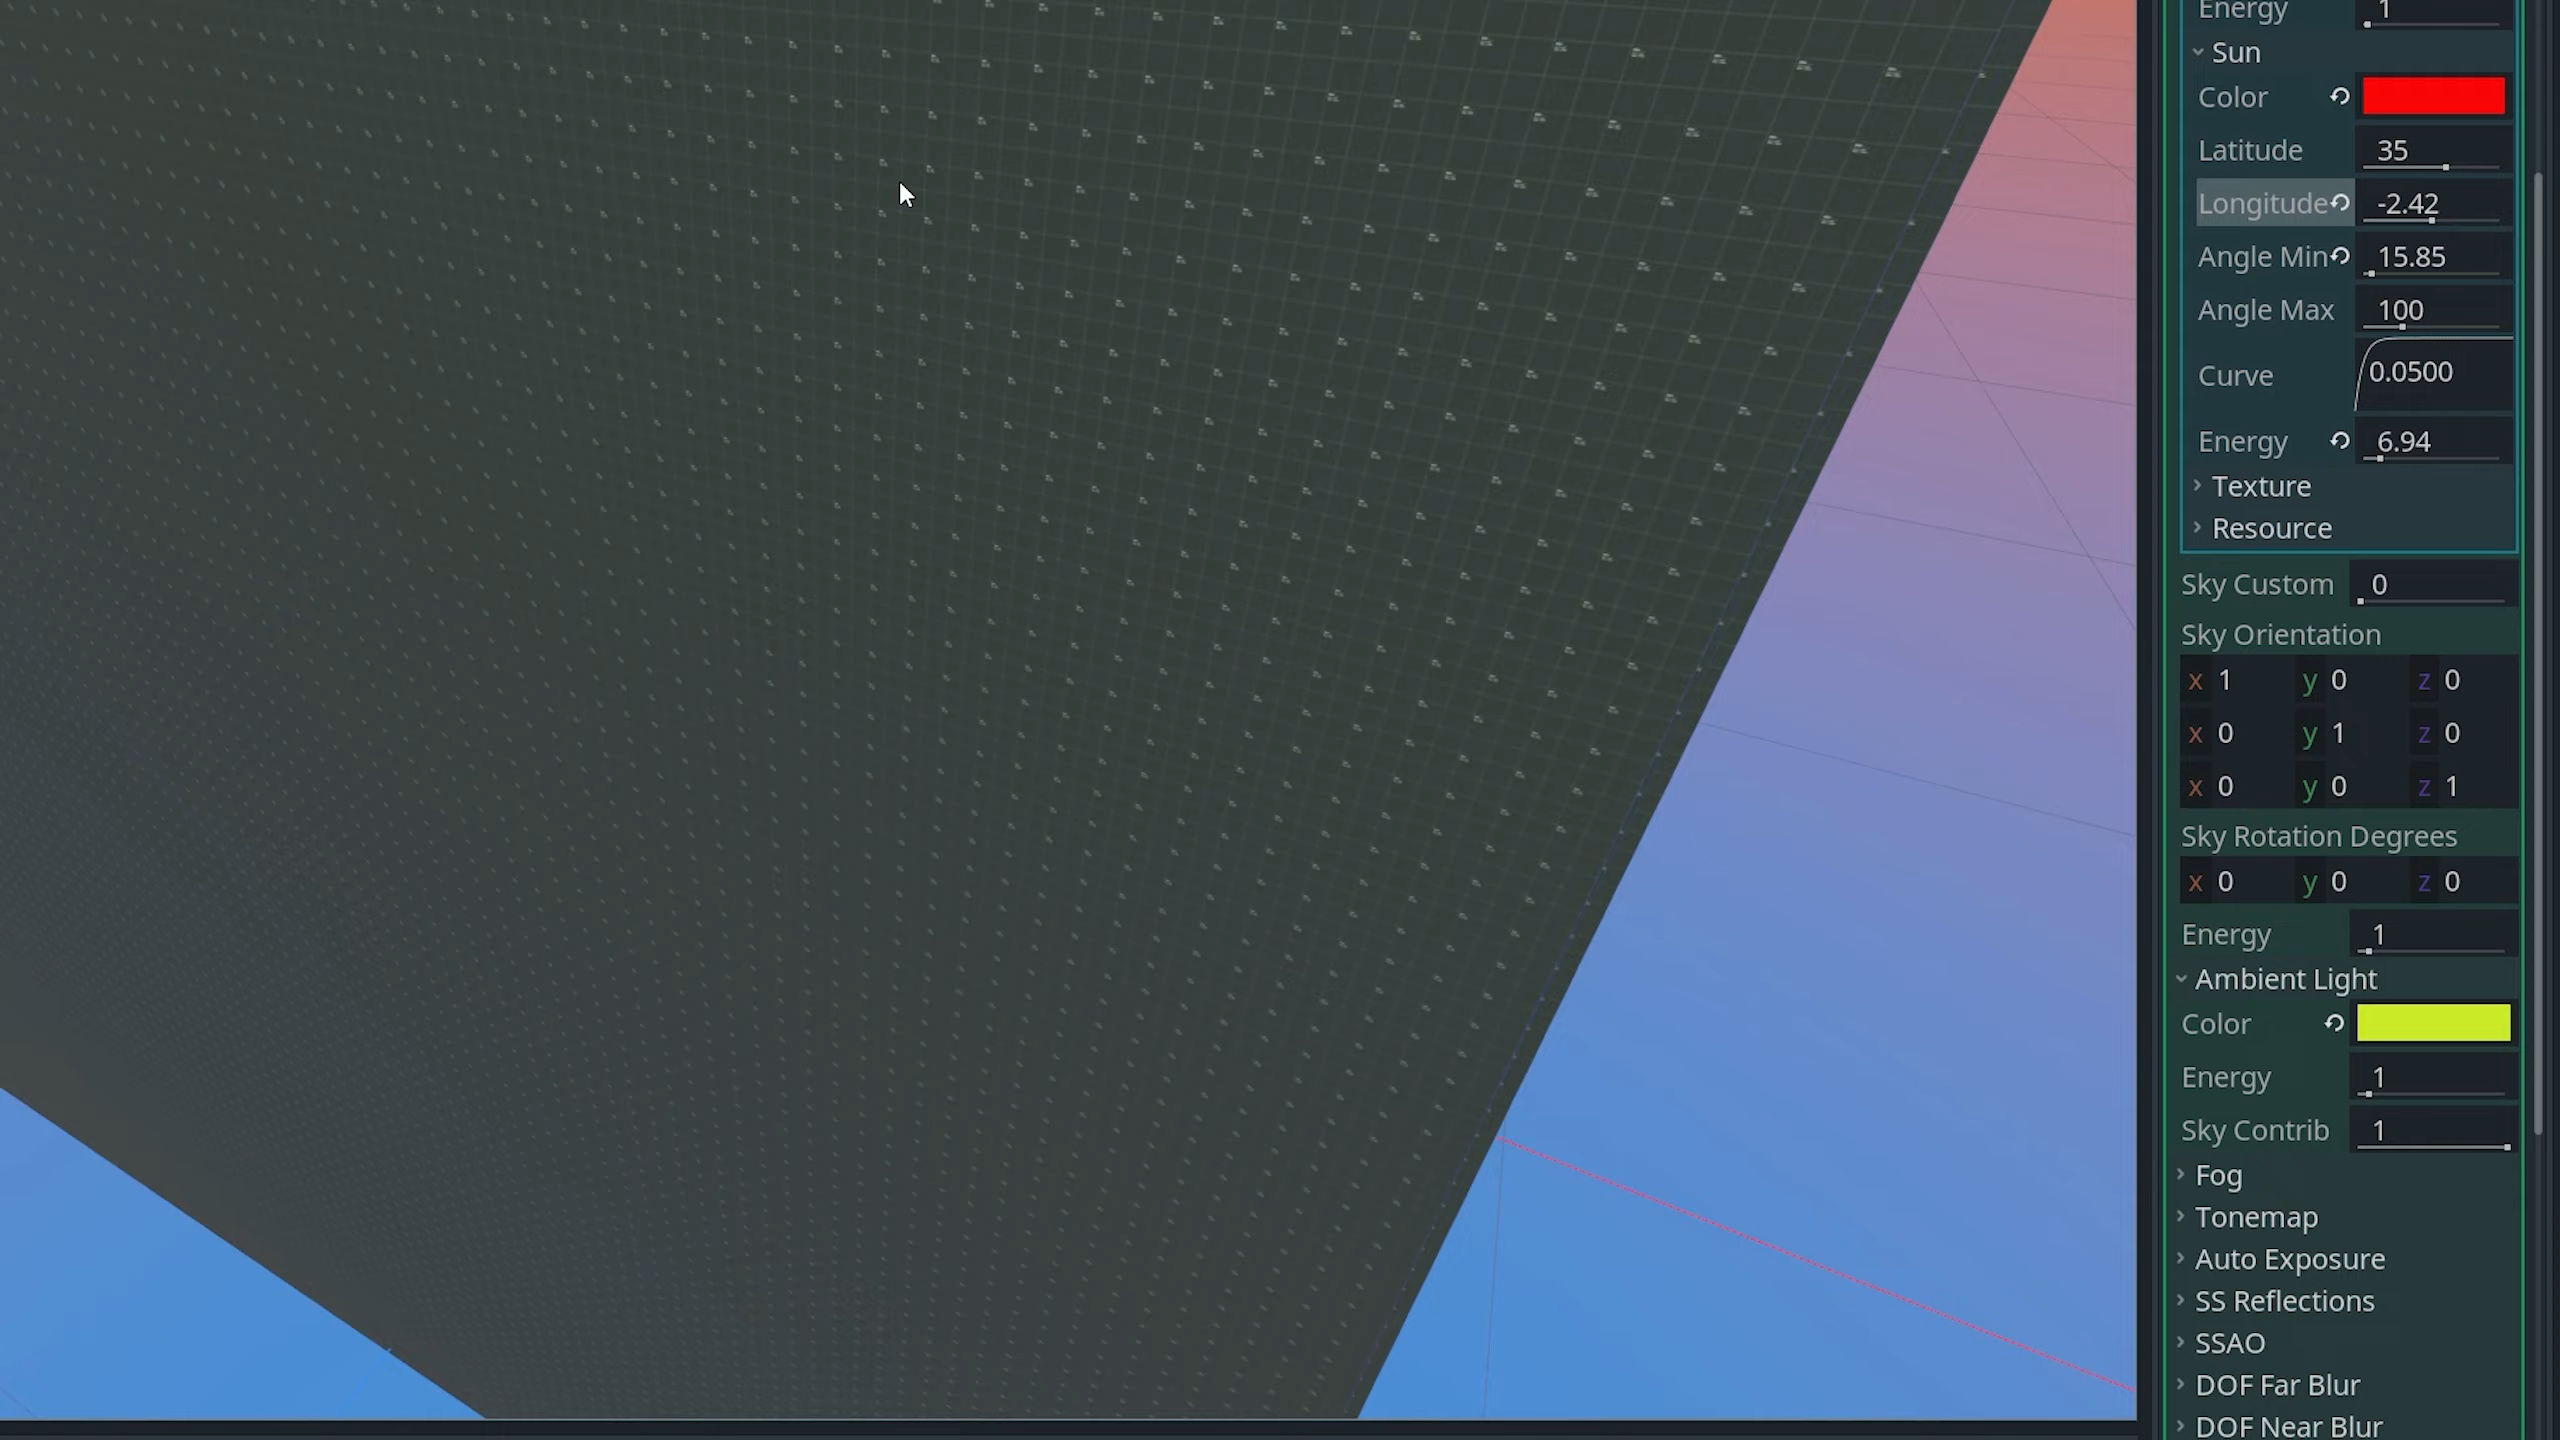 Energy 1
Sun
Color
Latitude 35
Longitude -2.42
Angle Min 15.85
Angle Max 100
Curve 0.0500
Energy 6.94
Texture
Resource
Sky Custom 0
Sky Orientation
x 1 y 0 z 0
x 0 y 1 z 0
x 0 y 0 z 1
Sky Rotation Degrees
x 0 y 0 z 0
Energy 1
Ambient Light
Color
Energy 1
Sky Contrib 1
Fog
Tonemap
Auto Exposure
SS Reflections
SSAO
DOF Far Blur
DOF Near Blur